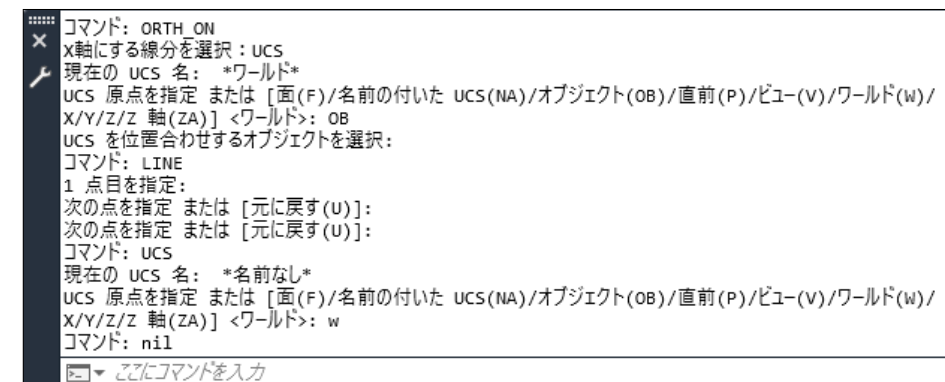 コマンド: ORTH_ON
X軸にする線分を選択：UCS
現在の UCS 名:  *ワールド*
UCS 原点を指定 または [面(F)/名前の付いた UCS(NA)/オブジェクト(OB)/直前(P)/ビュー(V)/ワールド(W)/
X/Y/Z/Z 軸(ZA)] <ワールド>: OB
UCS を位置合わせするオブジェクトを選択:
コマンド: LINE
1 点目を指定:
次の点を指定 または [元に戻す(U)]:
次の点を指定 または [元に戻す(U)]:
コマンド: UCS
現在の UCS 名:  *名前なし*
UCS 原点を指定 または [面(F)/名前の付いた UCS(NA)/オブジェクト(OB)/直前(P)/ビュー(V)/ワールド(W)/
X/Y/Z/Z 軸(ZA)] <ワールド>: w
コマンド: nil
ここにコマンドを入力